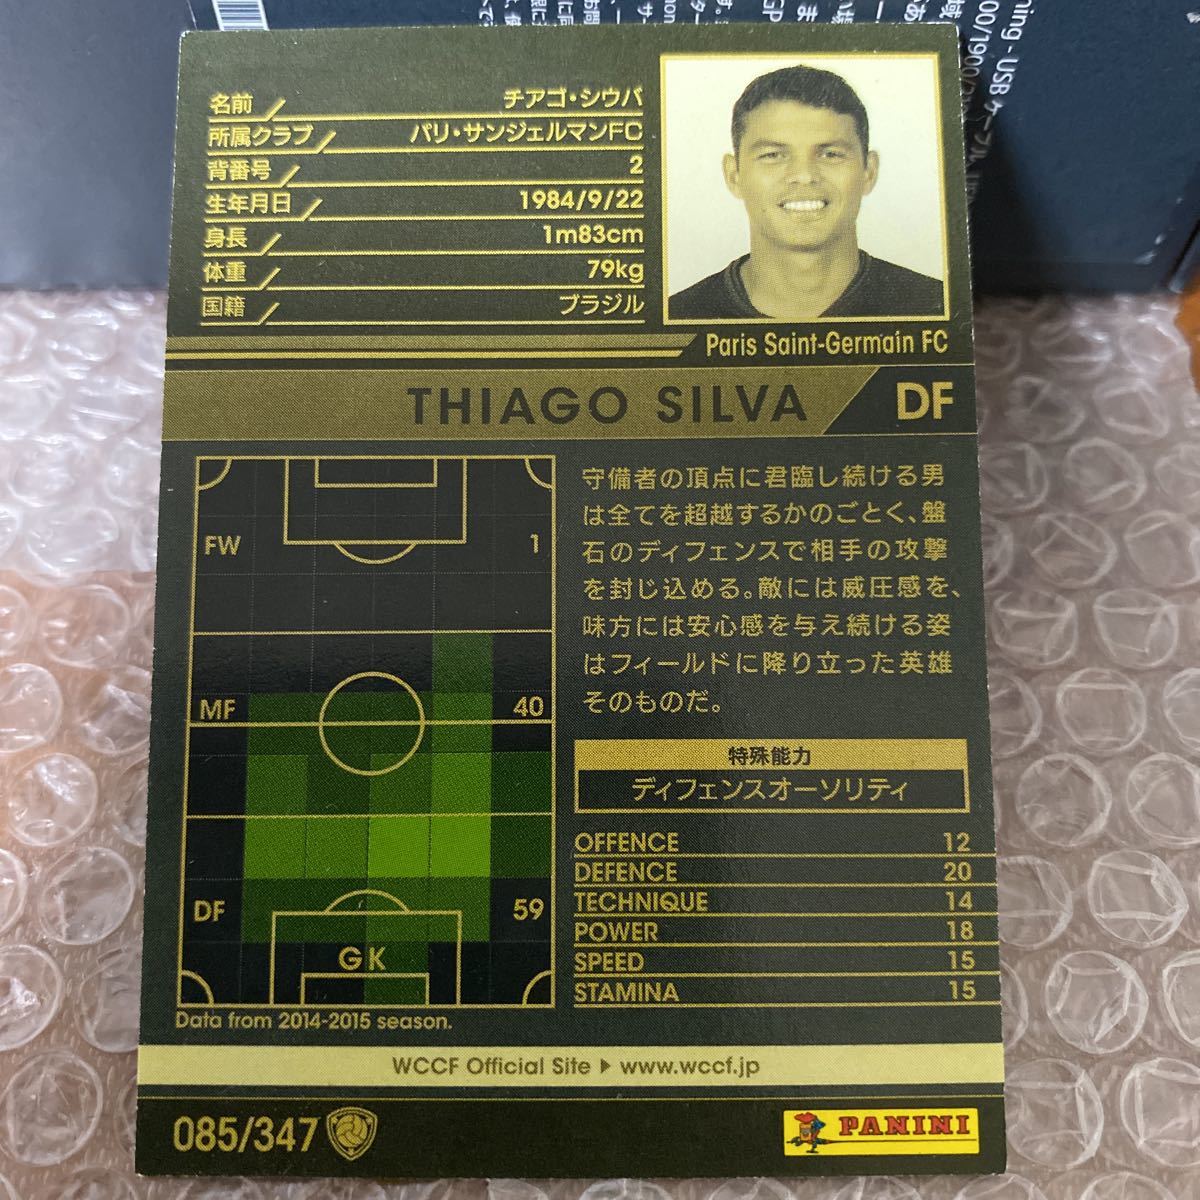 名前 チアゴ・シウバ
所属クラブ パリ・サンジェルマンFC
背番号 2
生年月日 1984/9/22
身長 1m83cm
体重 79kg
国籍 ブラジル
Paris Saint-Germain FC
THIAGO SILVA DF
守備者の頂点に君臨し続ける男
は全てを超越するかのごとく、盤
石のディフェンスで相手の攻撃
を封じ込める。敵には威圧感を、
味方には安心感を与え続ける姿
はフィールドに降り立った英雄
そのものだ。
FW 1
MF 40
DF 59
GK
特殊能力
ディフェンスオーソリティ
OFFENCE 12
DEFENCE 20
TECHNIQUE 14
POWER 18
SPEED 15
STAMINA 15
Data from 2014-2015 season.
WCCF Official Site ▶ www.wccf.jp
085/347
PANINI